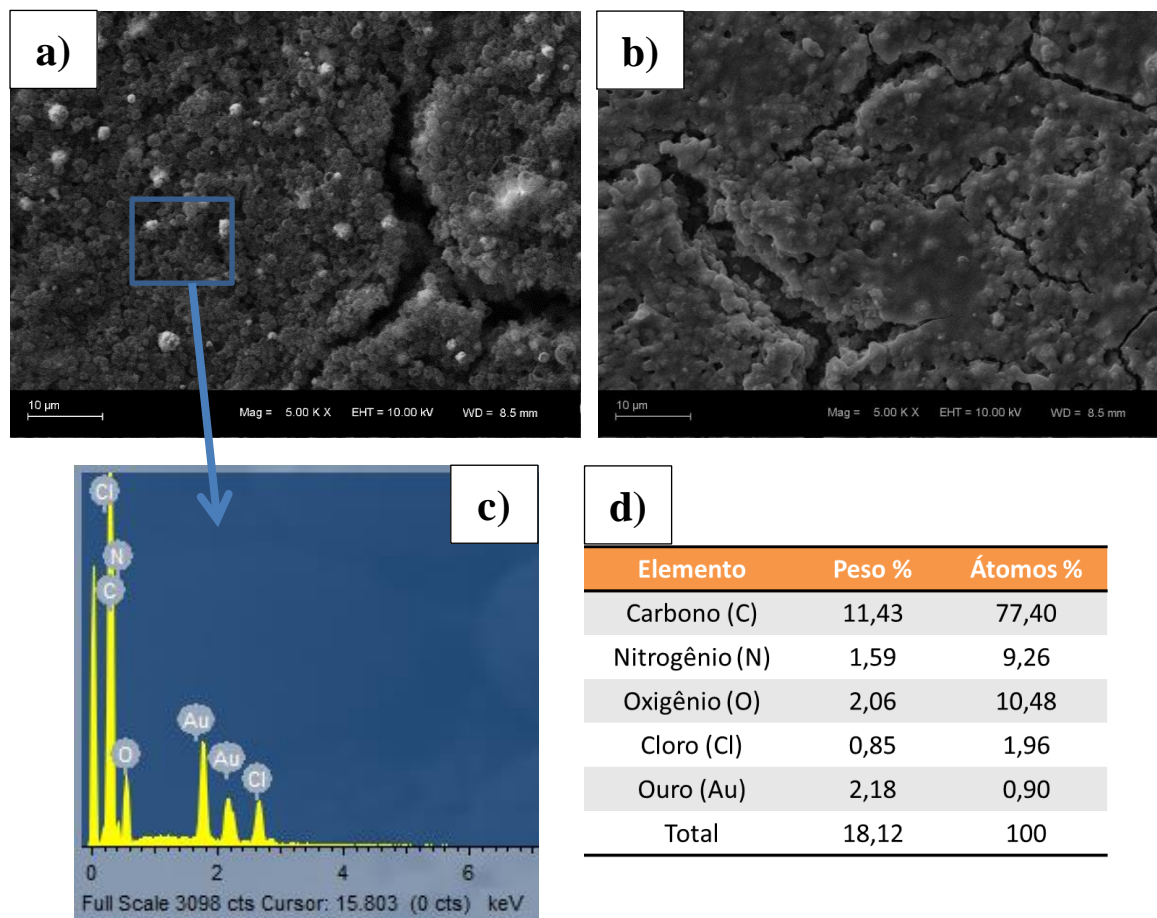 a)
b)
10 µm
Mag = 5.00 K X EHT = 10.00 kV WD = 8.5 mm
10 µm
Mag = 5.00 K X EHT = 10.00 kV WD = 8.5 mm
c)
Cl
N
C
O
Au
Au
Cl
0 2 4 6
Full Scale 3098 cts Cursor: 15.803 (0 cts) keV
d)
Elemento Peso % Átomos %
Carbono (C) 11,43 77,40
Nitrogênio (N) 1,59 9,26
Oxigênio (O) 2,06 10,48
Cloro (Cl) 0,85 1,96
Ouro (Au) 2,18 0,90
Total 18,12 100